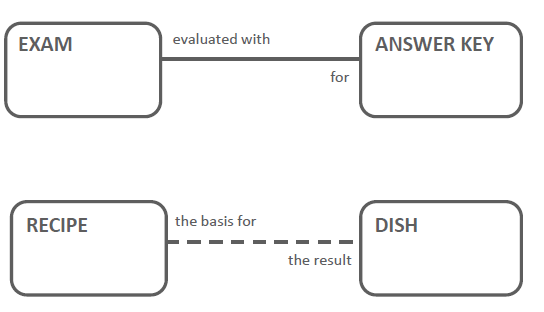 EXAM
evaluated with
for
ANSWER KEY
RECIPE
the basis for
the result
DISH